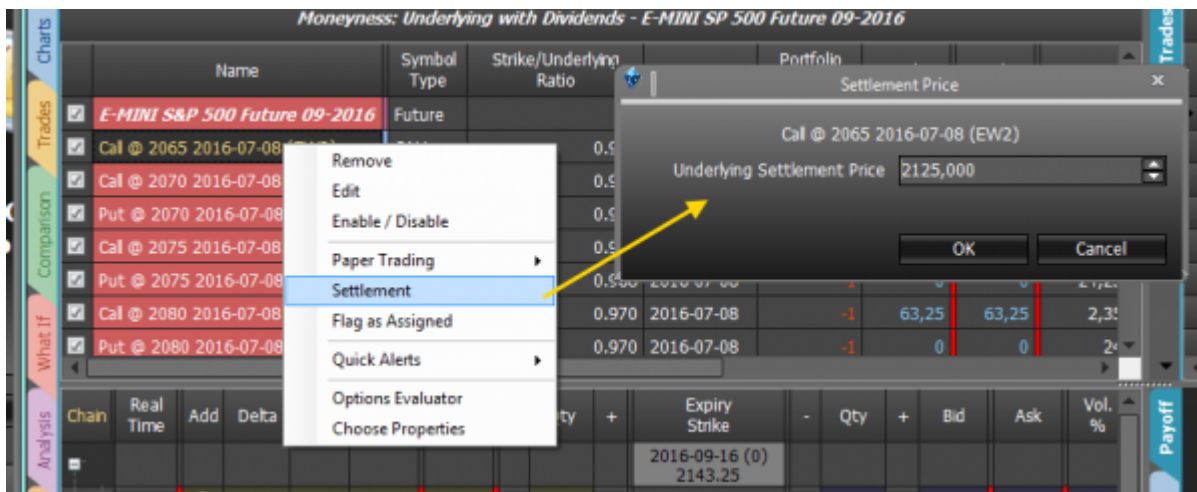 Moneyness: Underlying with Dividends - E-MINI SP 500 Future 09-2016
Charts
Trades
Comparison
What If
Analysis
Trades
Payoff
Name
Symbol Type
Strike/Underlying Ratio
Portfolio
E-MINI S&P 500 Future 09-2016 Future
Call @ 2065 2016-07-08 (EW2)
Call @ 2070 2016-07-08
Put @ 2070 2016-07-08
Call @ 2075 2016-07-08
Put @ 2075 2016-07-08
Call @ 2080 2016-07-08 0.970 2016-07-08 -1 63,25 63,25
Put @ 2080 2016-07-08 0.970 2016-07-08 -1 0 0
Remove
Edit
Enable / Disable
Paper Trading
Settlement
Flag as Assigned
Quick Alerts
Options Evaluator
Choose Properties
Settlement Price
Call @ 2065 2016-07-08 (EW2)
Underlying Settlement Price 2125,000
OK Cancel
Chain Real Time Add Delta + Expiry Strike - Qty + Bid Ask Vol. %
2016-09-16 (0)
2143.25